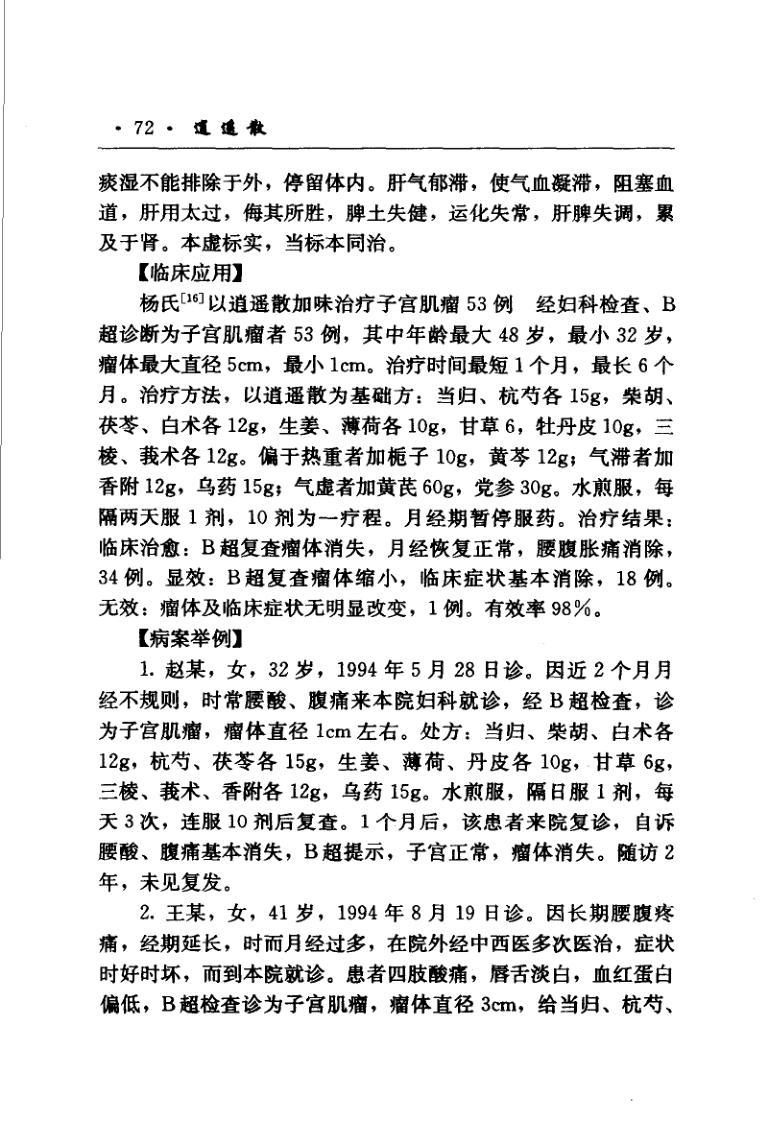 · 72 · 逍遥散
痰湿不能排除于外，停留体内。肝气郁滞，使气血凝滞，阻塞血
道，肝用太过，侮其所胜，脾土失健，运化失常，肝脾失调，累
及于肾。本虚标实，当标本同治。
【临床应用】
杨氏[16]以逍遥散加味治疗子宫肌瘤 53 例　经妇科检查、B
超诊断为子宫肌瘤者 53 例，其中年龄最大 48 岁，最小 32 岁，
瘤体最大直径 5cm，最小 1cm。治疗时间最短 1 个月，最长 6 个
月。治疗方法，以逍遥散为基础方：当归、杭芍各 15g，柴胡、
茯苓、白术各 12g，生姜、薄荷各 10g，甘草 6，牡丹皮 10g，三
棱、莪术各 12g。偏于热重者加栀子 10g，黄芩 12g；气滞者加
香附 12g，乌药 15g；气虚者加黄芪 60g，党参 30g。水煎服，每
隔两天服 1 剂，10 剂为一疗程。月经期暂停服药。治疗结果：
临床治愈：B 超复查瘤体消失，月经恢复正常，腰腹胀痛消除，
34 例。显效：B 超复查瘤体缩小，临床症状基本消除，18 例。
无效：瘤体及临床症状无明显改变，1 例。有效率 98%。
【病案举例】
1. 赵某，女，32 岁，1994 年 5 月 28 日诊。因近 2 个月月
经不规则，时常腰酸、腹痛来本院妇科就诊，经 B 超检查，诊
为子宫肌瘤，瘤体直径 1cm 左右。处方：当归、柴胡、白术各
12g，杭芍、茯苓各 15g，生姜、薄荷、丹皮各 10g，甘草 6g，
三棱、莪术、香附各 12g，乌药 15g。水煎服，隔日服 1 剂，每
天 3 次，连服 10 剂后复查。1 个月后，该患者来院复诊，自诉
腰酸、腹痛基本消失，B 超提示，子宫正常，瘤体消失。随访 2
年，未见复发。
2. 王某，女，41 岁，1994 年 8 月 19 日诊。因长期腰腹疼
痛，经期延长，时而月经过多，在院外经中西医多次医治，症状
时好时坏，而到本院就诊。患者四肢酸痛，唇舌淡白，血红蛋白
偏低，B 超检查诊为子宫肌瘤，瘤体直径 3cm，给当归、杭芍、